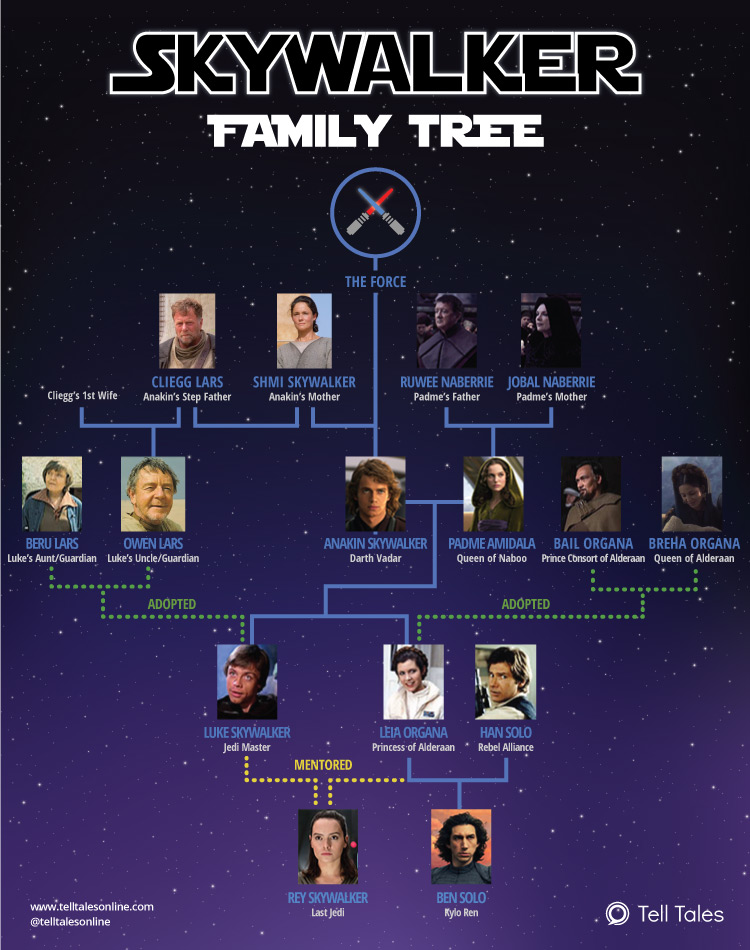 SKYWALKER
FAMILY TREE
THE FORCE
CLIEGG LARS
Anakin's Step Father
SHMI SKYWALKER
Anakin's Mother
RUWEE NABERRIE
Padme's Father
JOBAL NABERRIE
Padme's Mother
Cliegg's 1st Wife
BERU LARS
Luke's Aunt/Guardian
OWEN LARS
Luke's Uncle/Guardian
ANAKIN SKYWALKER
Darth Vadar
PADME AMIDALA
Queen of Naboo
BAIL ORGANA
Prince Consort of Alderaan
BREHA ORGANA
Queen of Alderaan
ADOPTED
ADOPTED
LUKE SKYWALKER
Jedi Master
LEIA ORGANA
Princess of Alderaan
HAN SOLO
Rebel Alliance
MENTORED
REY SKYWALKER
Last Jedi
BEN SOLO
Kylo Ren
www.telltalesonline.com
@telltalesonline
Tell Tales